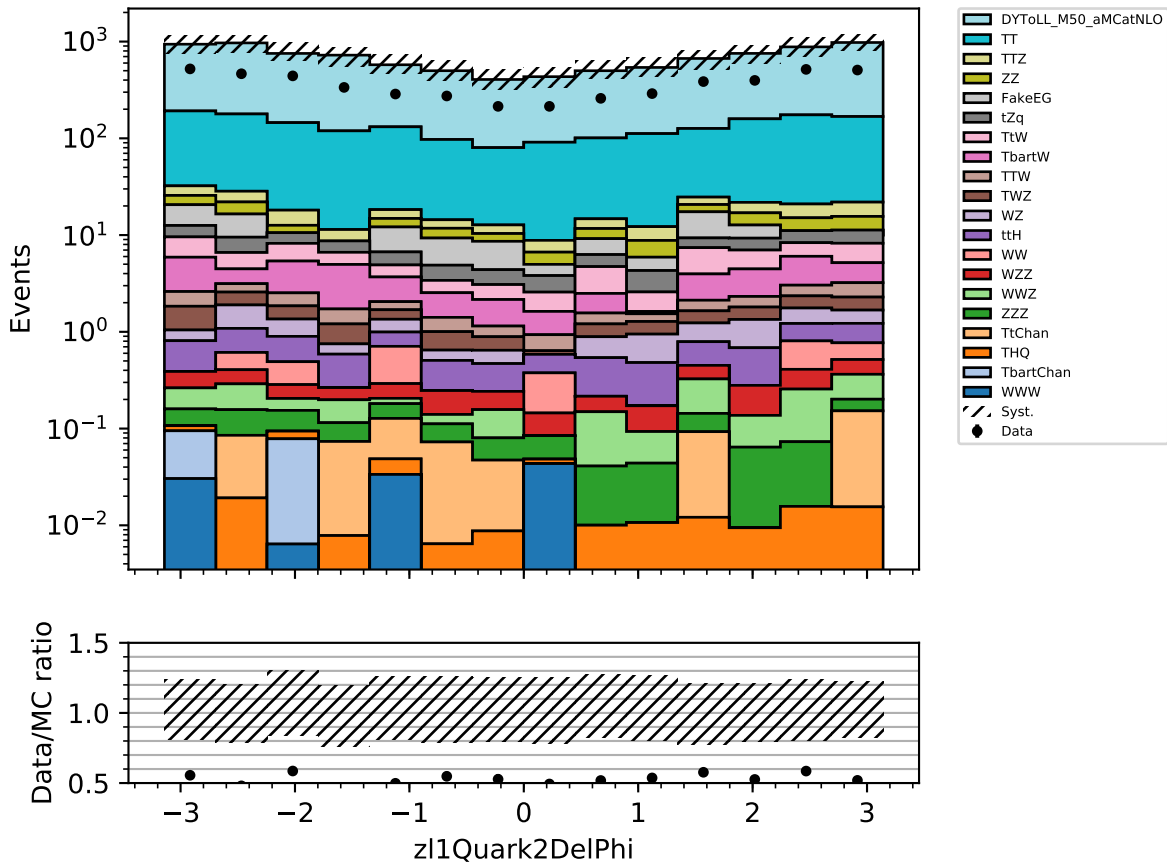 10³
10²
10¹
10⁰
10⁻¹
10⁻²
Events
DYToLL_M50_aMCatNLO
TT
TTZ
ZZ
FakeEG
tZq
TtW
TbartW
TTW
TWZ
WZ
ttH
WW
WZZ
WWZ
ZZZ
TtChan
THQ
TbartChan
WWW
Syst.
Data
1.5
1.0
0.5
Data/MC ratio
−3 −2 −1 0 1 2 3
zl1Quark2DelPhi